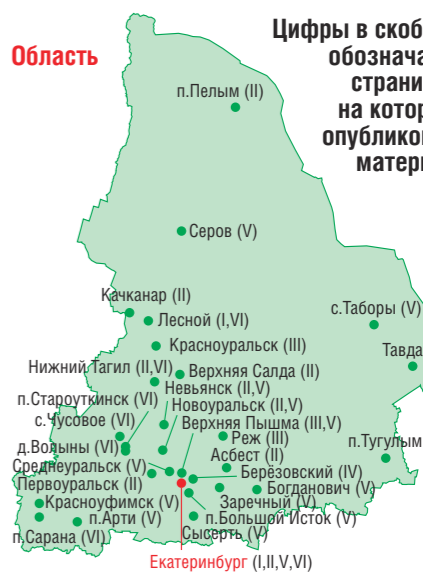 Цифры в скоб
обознача
страни
на котор
опубликов
матери
Область
п.Пелым (II)
Серов (V)
Качканар (II)
Лесной (I,VI)
с.Таборы (V)
Красноуральск (III)
Тавда
Нижний Тагил (II,VI)
Верхняя Салда (II)
п.Староуткинск (VI)
Невьянск (II,V)
Новоуральск (II,V)
с.Чусовое (VI)
Верхняя Пышма (III,V)
Реж (III)
п.Тугулым
д.Волыны (VI)
Асбест (II)
Среднеуральск (V)
Берёзовский (IV)
Первоуральск (II)
Богданович (V)
Красноуфимск (V)
Заречный (V)
п.Арти (V)
п.Большой Исток (V)
п.Сарана (VI)
Сысерть (V)
Екатеринбург (I,II,V,VI)